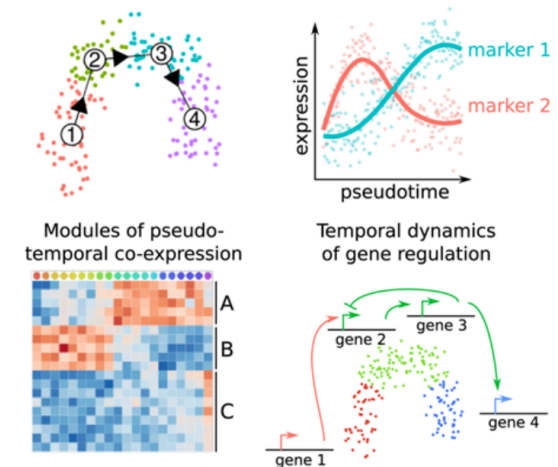 1
2
3
4
expression
marker 1
marker 2
pseudotime
Modules of pseudo-
temporal co-expression
A
B
C
Temporal dynamics
of gene regulation
gene 2
gene 3
gene 4
gene 1